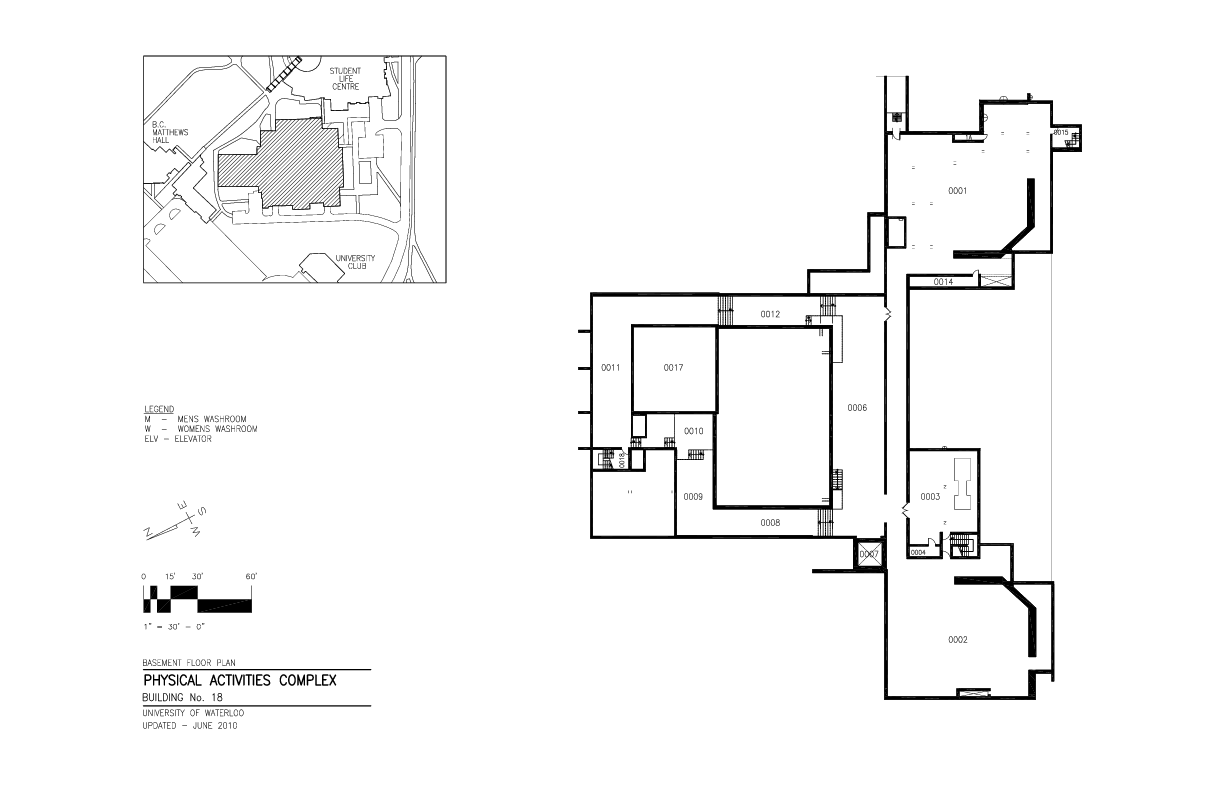 STUDENT
LIFE
CENTRE
B.C.
MATTHEWS
HALL
UNIVERSITY
CLUB
LEGEND
M – MENS WASHROOM
W – WOMENS WASHROOM
ELV – ELEVATOR
N
E
S
W
0 15' 30' 60'
1" = 30' – 0"
BASEMENT FLOOR PLAN
PHYSICAL ACTIVITIES COMPLEX
BUILDING No. 18
UNIVERSITY OF WATERLOO
UPDATED – JUNE 2010
0015
0001
0014
0012
0011
0017
0006
0010
0018
0009
0003
0008
0007
0004
0002